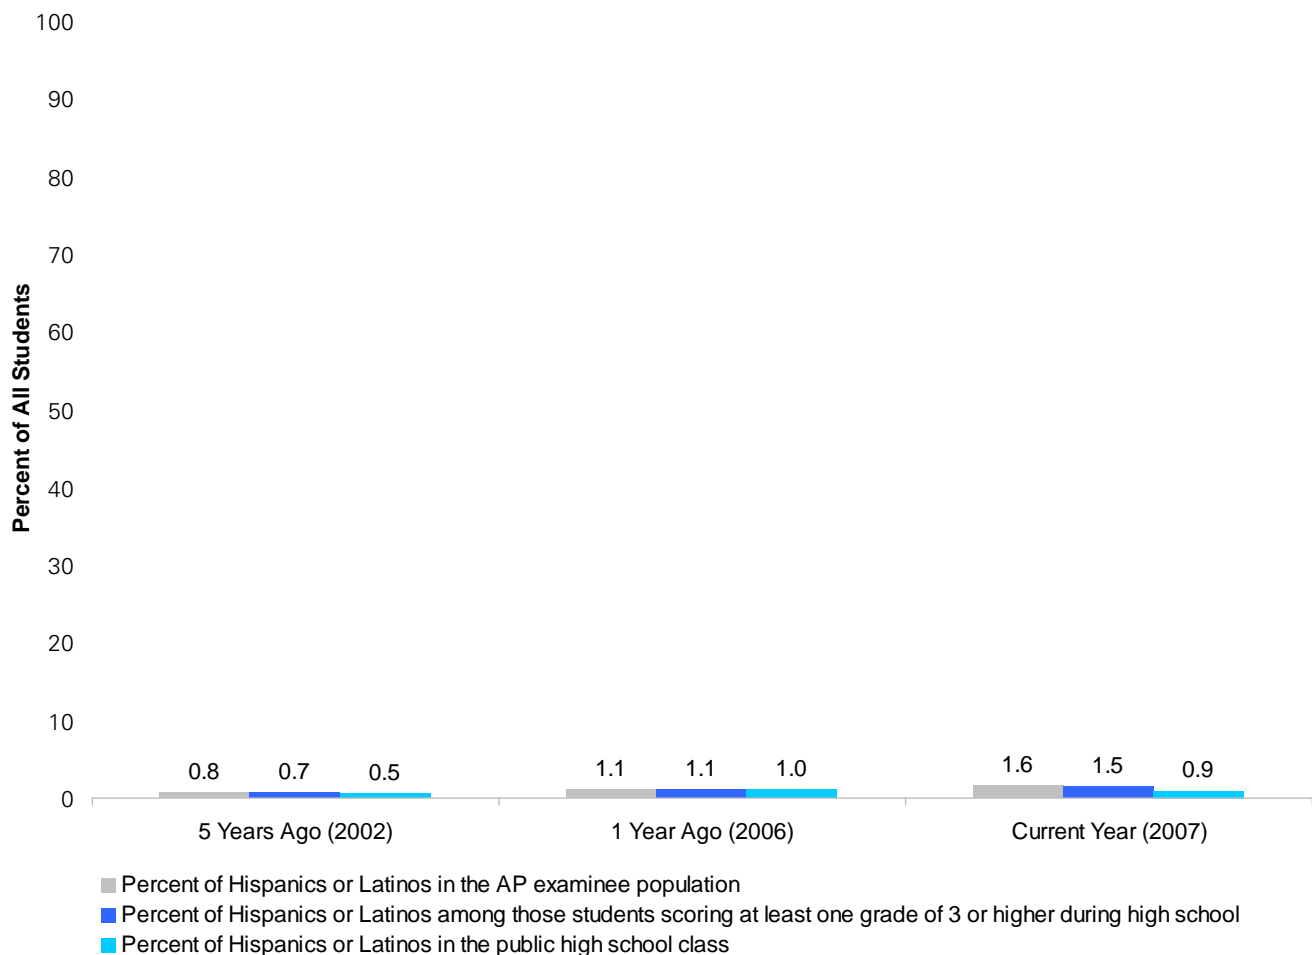 100
90
80
70
60
50
40
30
20
10
0
Percent of All Students
0.8 0.7 0.5
1.1 1.1 1.0
1.6 1.5 0.9
5 Years Ago (2002)
1 Year Ago (2006)
Current Year (2007)
Percent of Hispanics or Latinos in the AP examinee population
Percent of Hispanics or Latinos among those students scoring at least one grade of 3 or higher during high school
Percent of Hispanics or Latinos in the public high school class